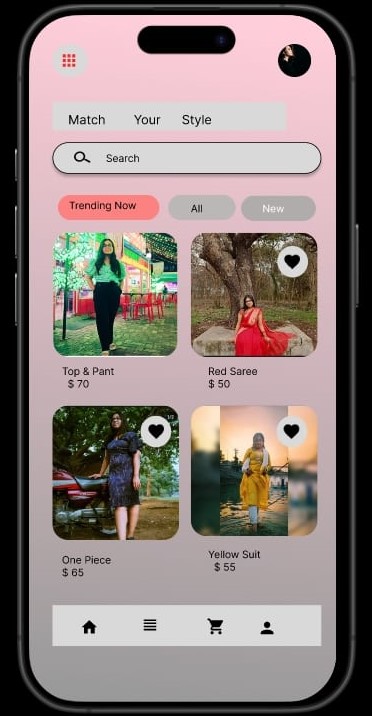 Match Your Style
Search
Trending Now
All
New
Top & Pant
$ 70
Red Saree
$ 50
One Piece
$ 65
Yellow Suit
$ 55